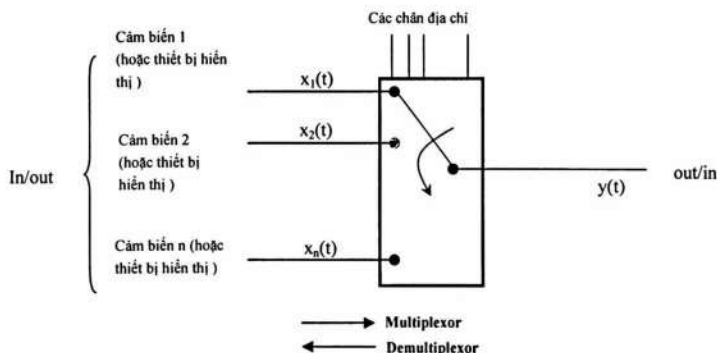 Các chân địa chỉ
Cảm biến 1
(hoặc thiết bị hiển
thị )
x1(t)
Cảm biến 2
(hoặc thiết bị
hiển thị )
x2(t)
In/out
y(t)
out/in
Cảm biến n (hoặc
thiết bị hiển thị )
xn(t)
Multiplexor
Demultiplexor